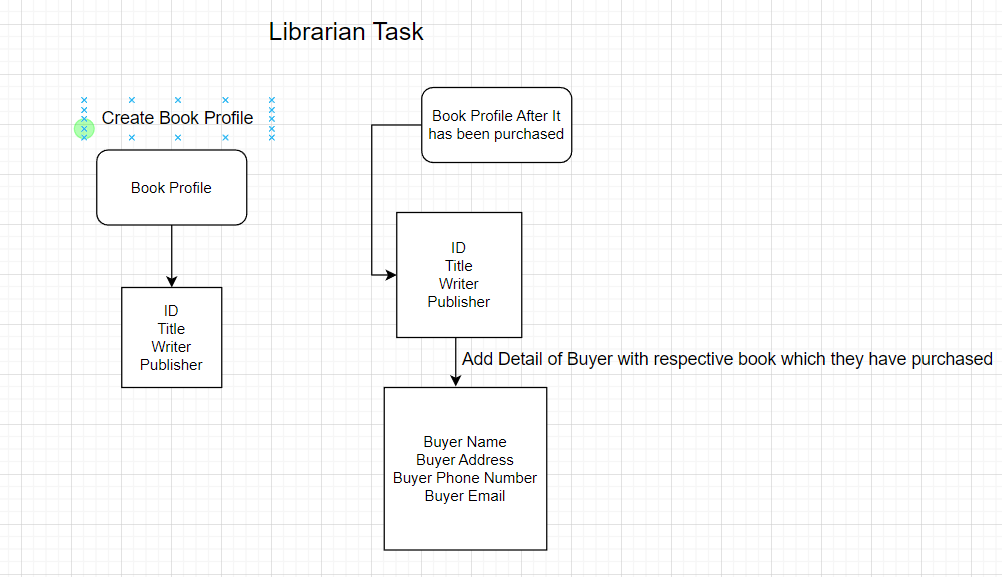 Librarian Task
Create Book Profile
Book Profile
ID
Title
Writer
Publisher
Book Profile After It
has been purchased
ID
Title
Writer
Publisher
Add Detail of Buyer with respective book which they have purchased
Buyer Name
Buyer Address
Buyer Phone Number
Buyer Email